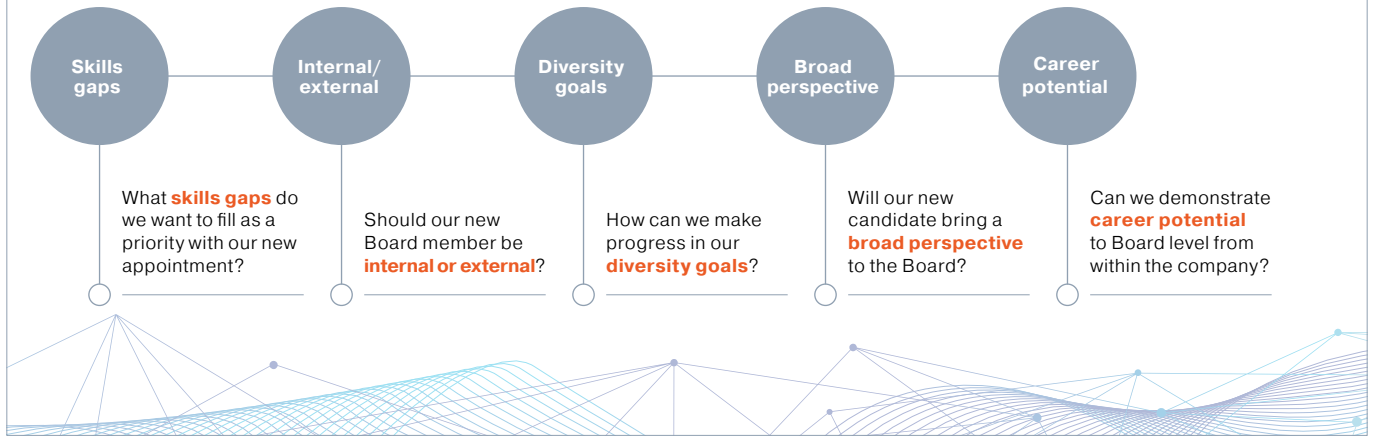 Skills
gaps
Internal/
external
Diversity
goals
Broad
perspective
Career
potential
What skills gaps do
we want to fill as a
priority with our new
appointment?
Should our new
Board member be
internal or external?
How can we make
progress in our
diversity goals?
Will our new
candidate bring a
broad perspective
to the Board?
Can we demonstrate
career potential
to Board level from
within the company?